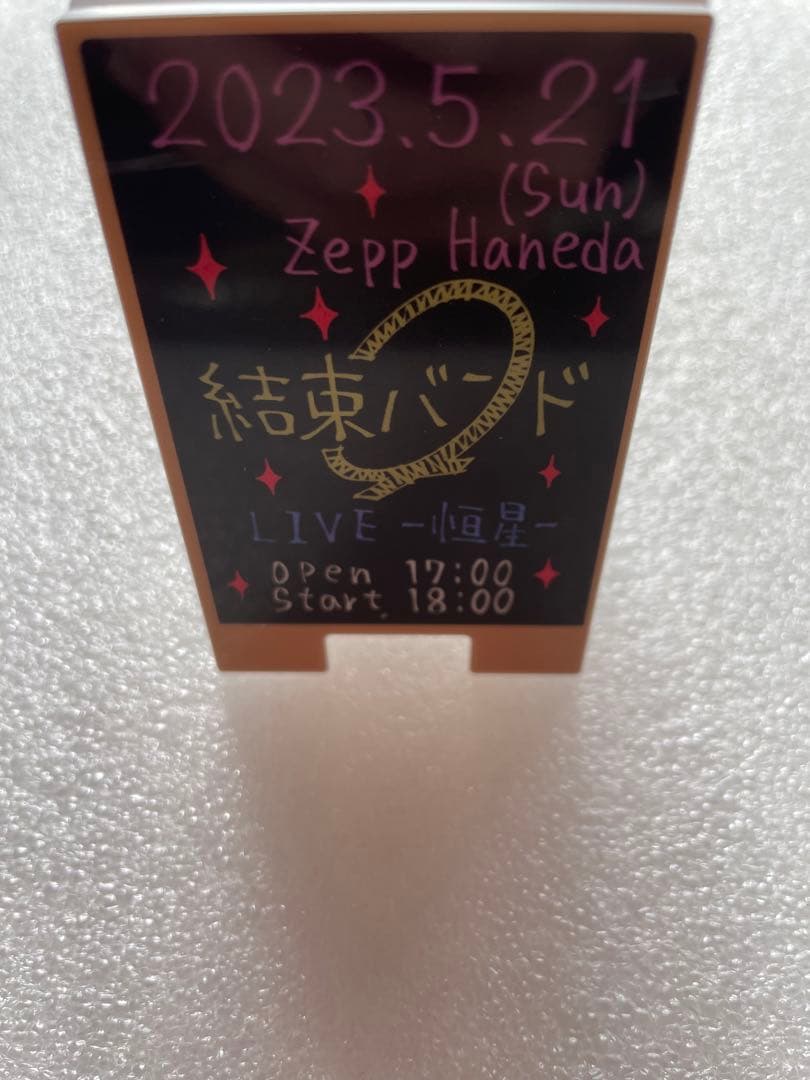 2023.5.21
(Sun)
Zepp Haneda
結束バンド
LIVE -恒星-
open 17:00
Start 18:00